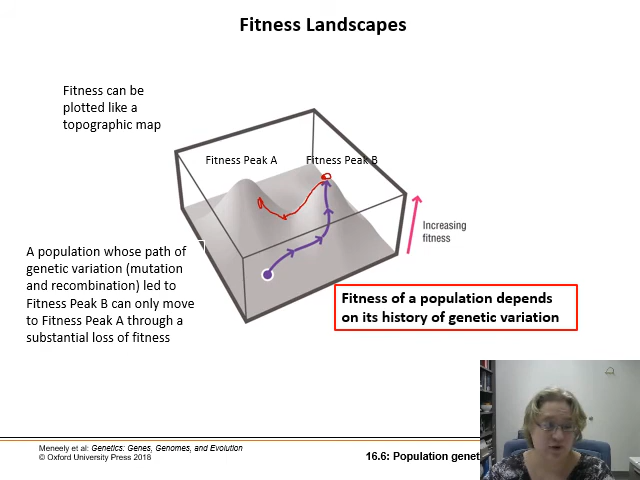 Fitness Landscapes
Fitness can be
plotted like a
topographic map
Fitness Peak A
Fitness Peak B
Increasing
fitness
A population whose path of
genetic variation (mutation
and recombination) led to
Fitness Peak B can only move
to Fitness Peak A through a
substantial loss of fitness
Fitness of a population depends
on its history of genetic variation
Meneely et al: Genetics: Genes, Genomes, and Evolution
© Oxford University Press 2018
16.6: Population genet